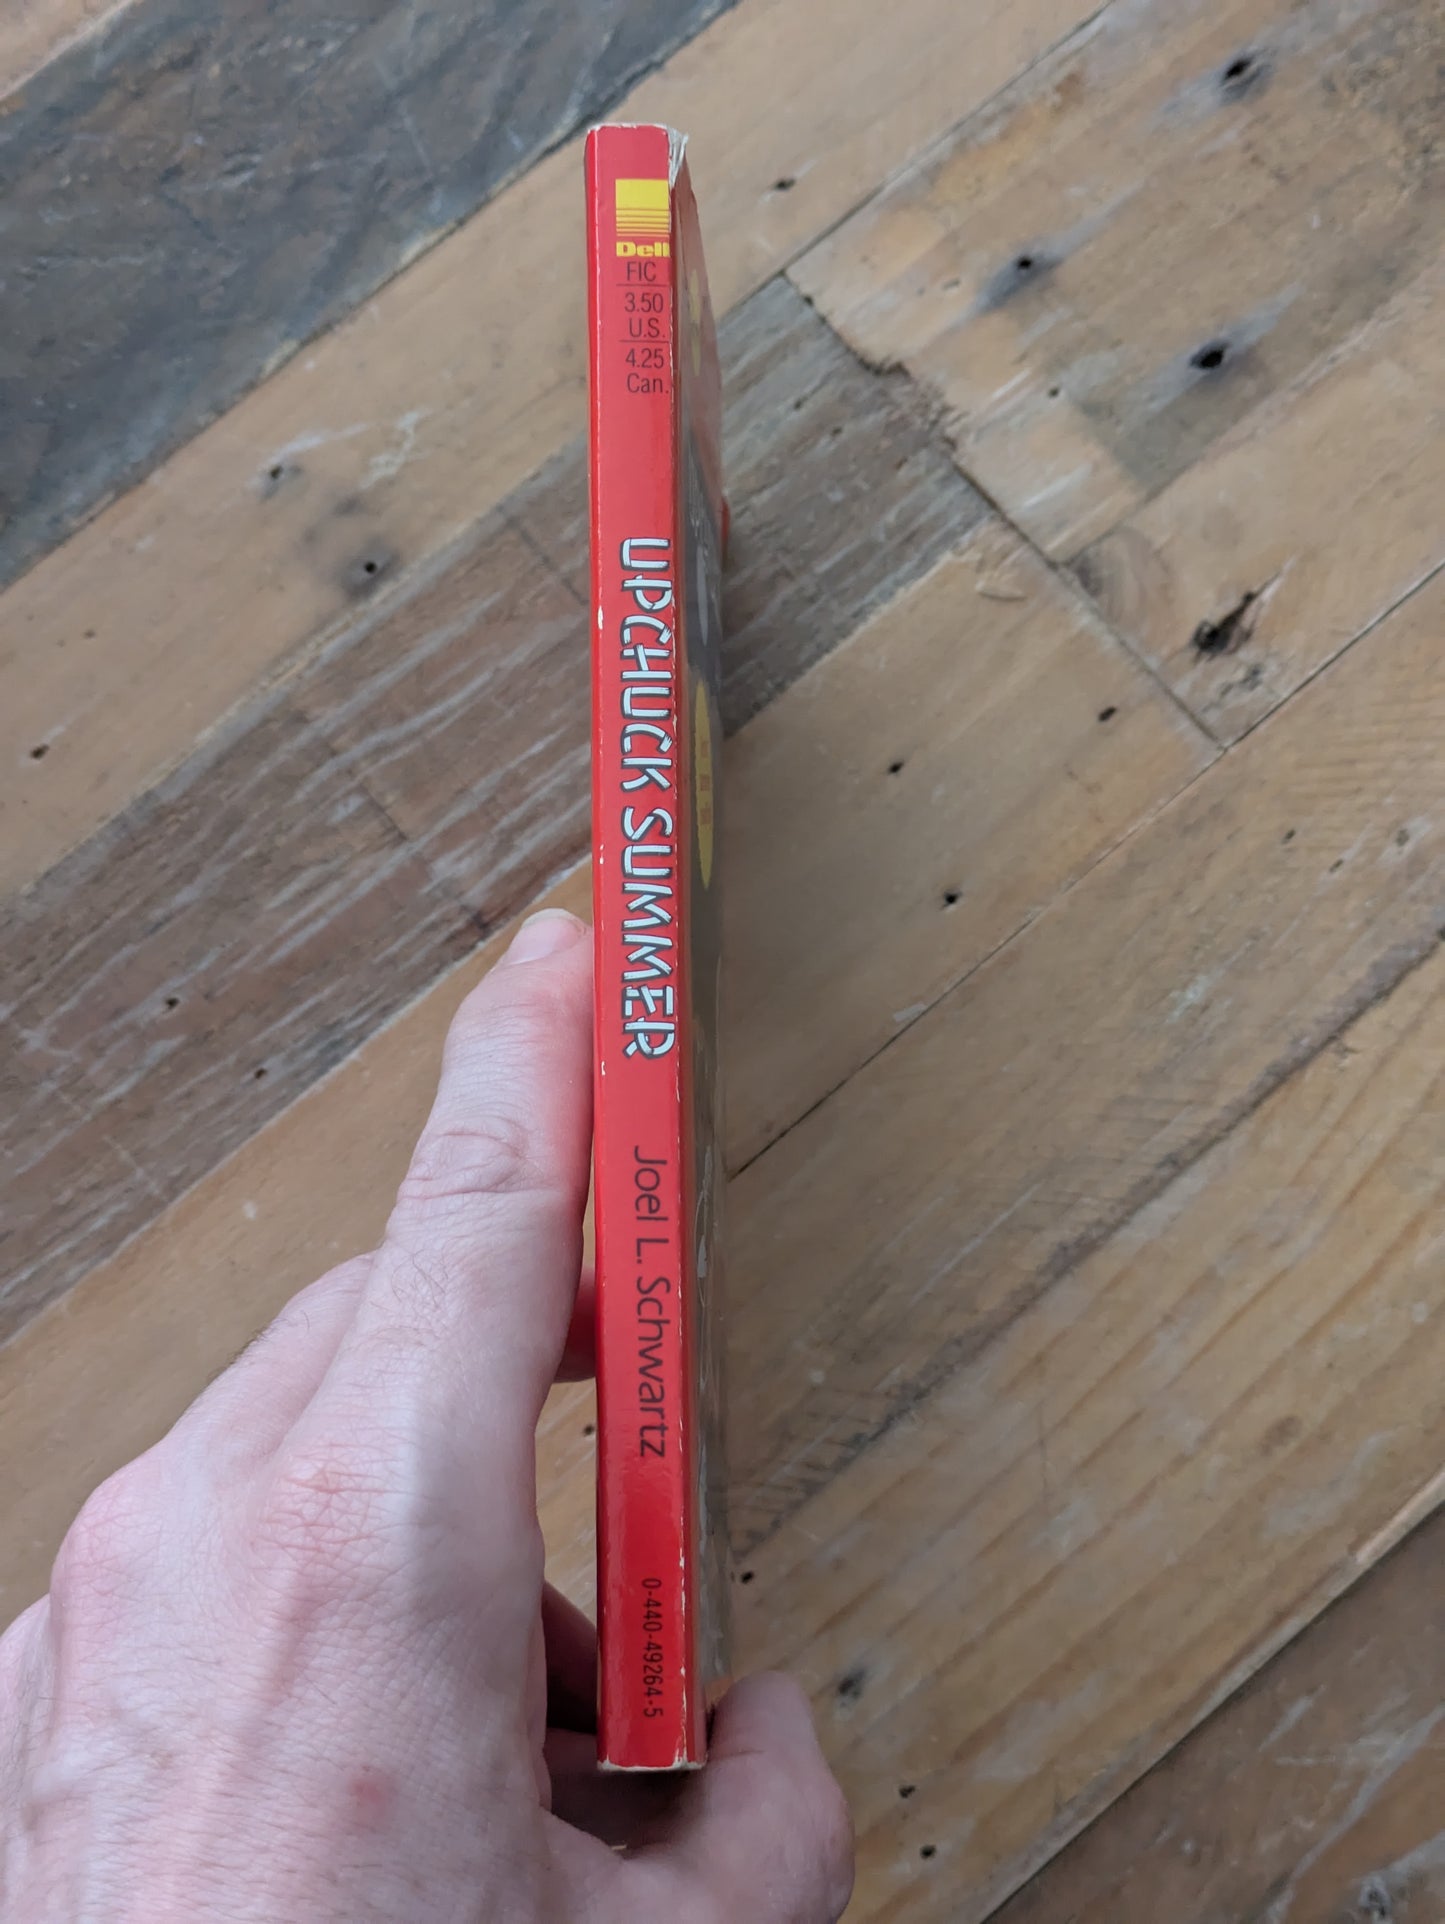 Dell
FIC
3.50
U.S.
4.25
Can.
UPCHUCK SUMMER
Joel L. Schwartz
0-440-49264-5